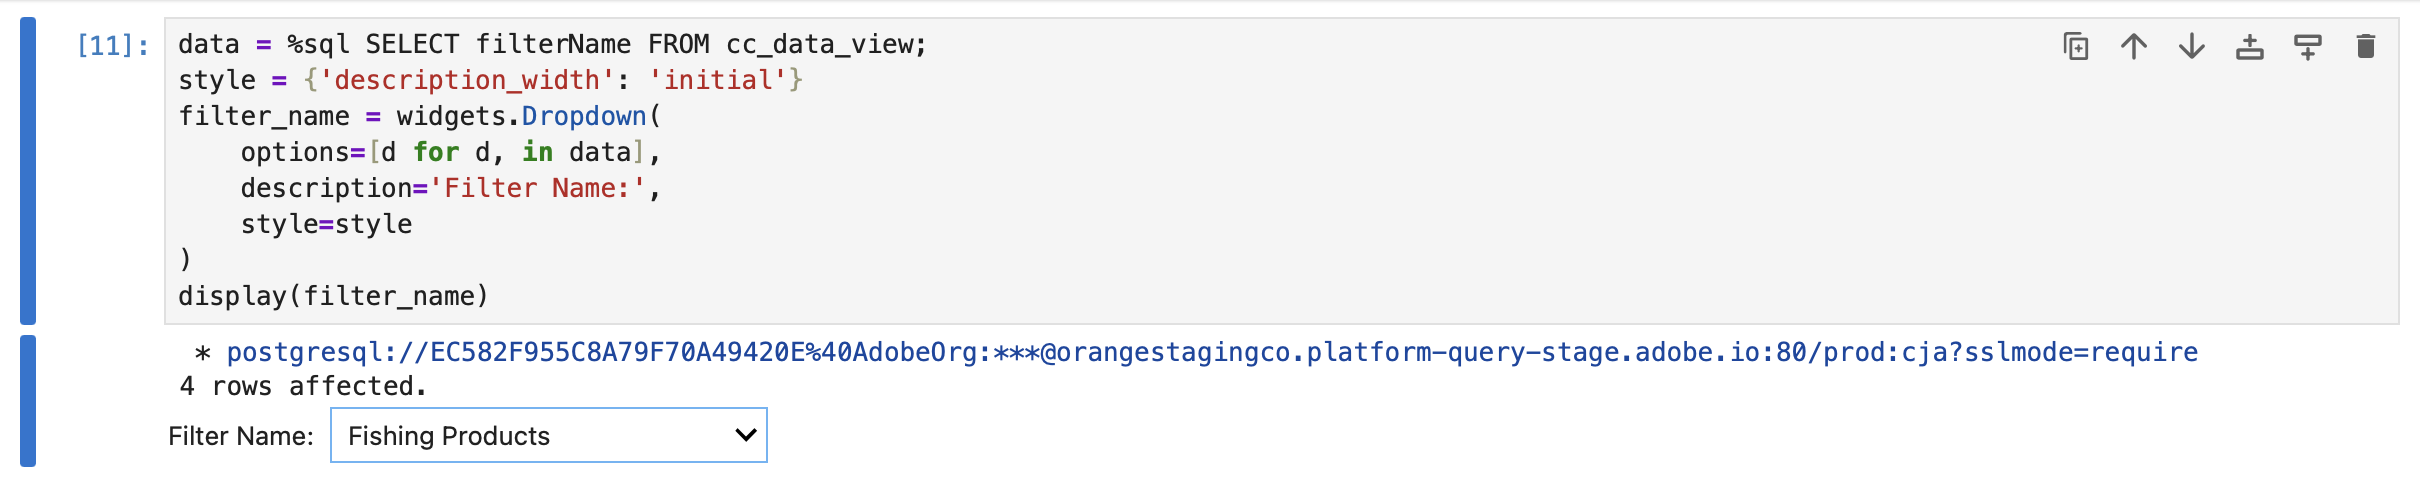 [11]: data = %sql SELECT filterName FROM cc_data_view;
style = {'description_width': 'initial'}
filter_name = widgets.Dropdown(
    options=[d for d, in data],
    description='Filter Name:',
    style=style
)
display(filter_name)
* postgresql://EC582F955C8A79F70A49420E%40AdobeOrg:***@orangestagingco.platform-query-stage.adobe.io:80/prod:cja?sslmode=require
4 rows affected.
Filter Name: Fishing Products